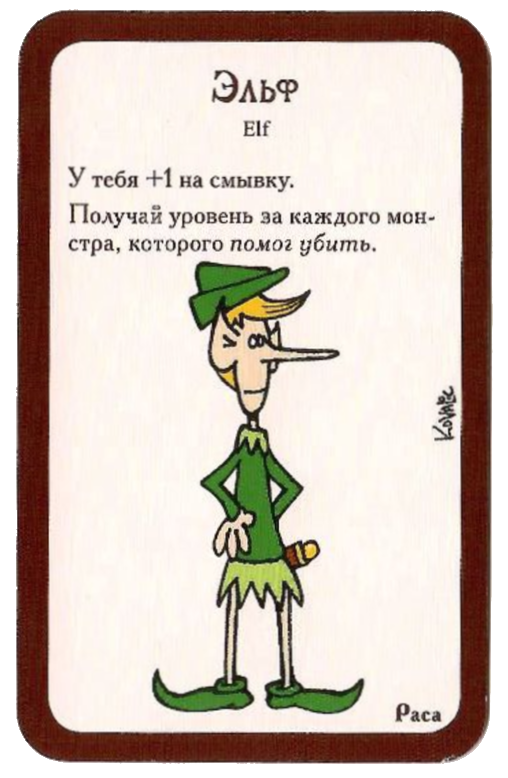 Эльф
Elf
У тебя +1 на смывку.
Получай уровень за каждого мон-
стра, которого помог убить.
Kovalic
Раса